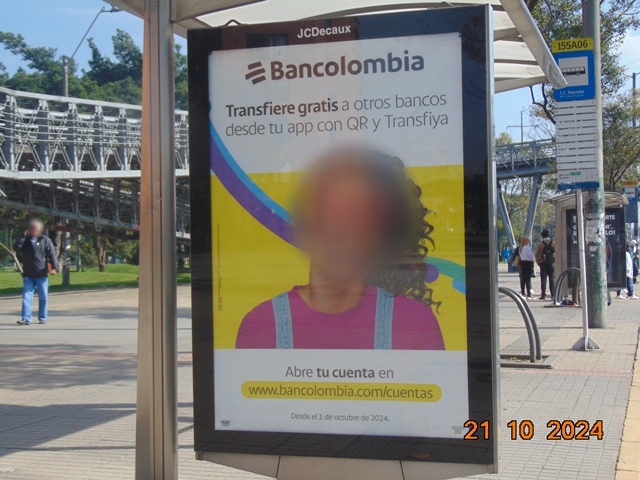 JCDecaux
Bancolombia
Transfiere gratis a otros bancos
desde tu app con QR y Transfiya
Abre tu cuenta en
www.bancolombia.com/cuentas
Desde el 1 de octubre de 2024.
155A06
21 10 2024